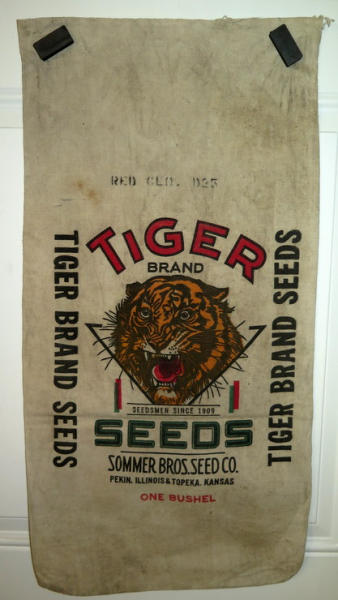 RED CLO. D25
TiGER
BRAND
TIGER BRAND SEEDS
TIGER BRAND SEEDS
SEEDSMEN SINCE 1909
SEEDS
SOMMER BROS. SEED CO.
PEKIN, ILLINOIS & TOPEKA, KANSAS
ONE BUSHEL